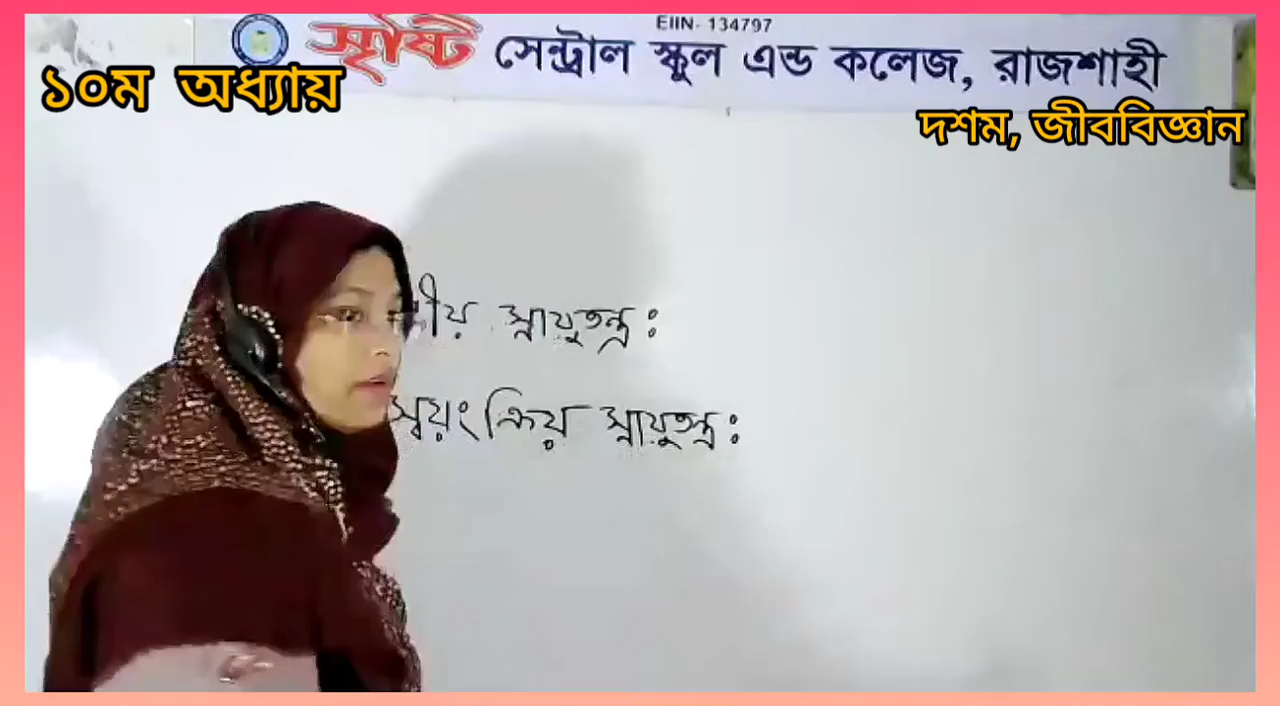 EIIN- 134797
সৃষ্টি সেন্ট্রাল স্কুল এন্ড কলেজ, রাজশাহী
১০ম অধ্যায়
দশম, জীববিজ্ঞান
স্নায়ুতন্ত্র :
স্বয়ংক্রিয় স্নায়ুতন্ত্র :